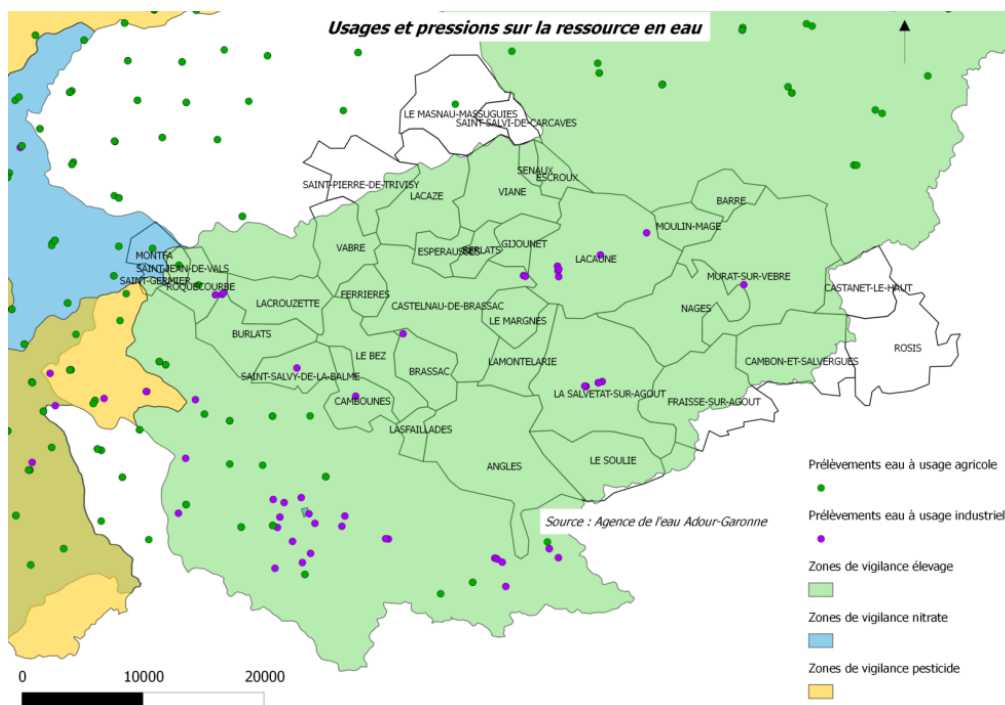 Usages et pressions sur la ressource en eau
LE MASNAU-MASSUGUIES
SAINT-SALVI-DE-CARCAVES
SAINT-PIERRE-DE-TRIVISY
SENAUX
ESCROUX
LACAZE
VIANE
BARRE
MOULIN-MAGE
MONTFA
VABRE
ESPERAUSSES
BERLATS
GIJOUNET
LACAUNE
SAINT-JEAN-DE-VALS
SAINT-GERMIER
ROQUECOURBE
MURAT-SUR-VEBRE
CASTANET-LE-HAUT
LACROUZETTE
FERRIERES
CASTELNAU-DE-BRASSAC
NAGES
LE MARGNES
BURLATS
ROSIS
LE BEZ
LAMONTELARIE
CAMBON-ET-SALVERGUES
SAINT-SALVY-DE-LA-BALME
BRASSAC
LA SALVETAT-SUR-AGOUT
CAMBOUNES
FRAISSE-SUR-AGOUT
LASFAILLADES
ANGLES
LE SOULIE
Prélèvements eau à usage agricole
Prélèvements eau à usage industriel
Source : Agence de l'eau Adour-Garonne
Zones de vigilance élevage
Zones de vigilance nitrate
Zones de vigilance pesticide
10000
20000